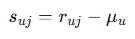 s_{uj} = r_{uj} − μ_u